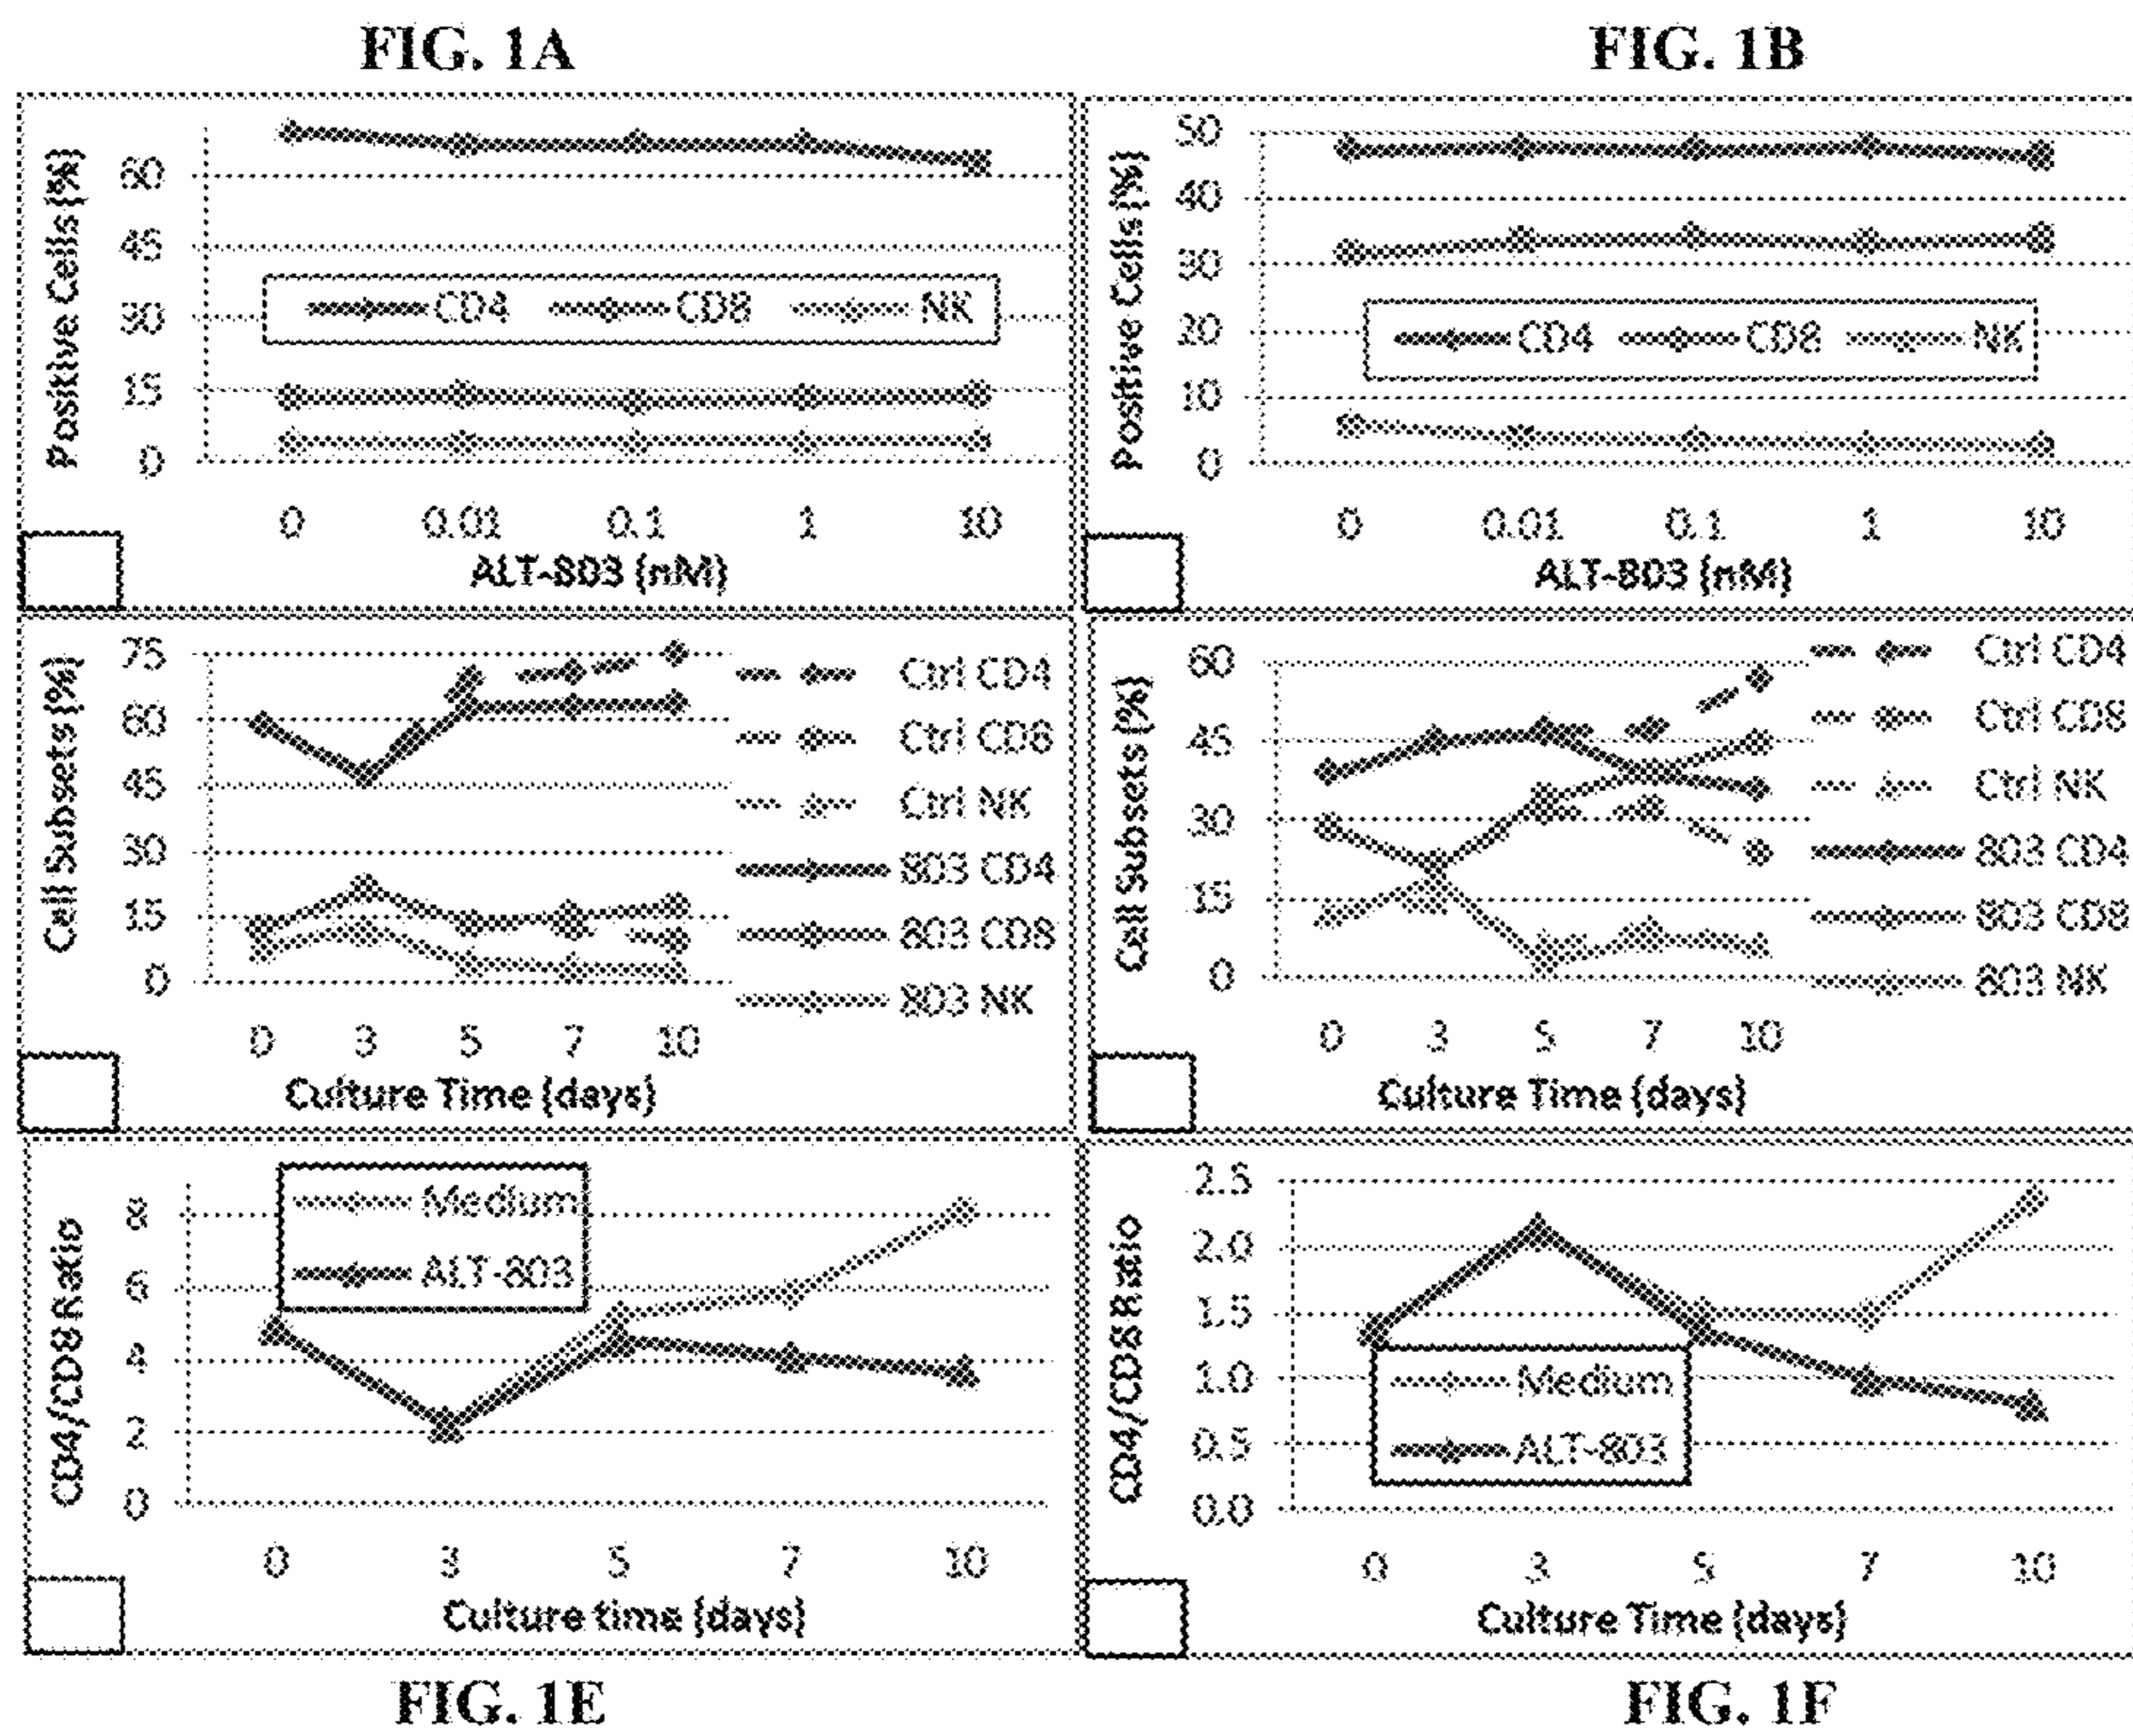 FIG. 1A
Positive Cells (%)
60
45
30
15
0
CD4 CD8 NK
0 0.01 0.1 1 10
ALT-803 (nM)
FIG. 1B
Positive Cells (%)
50
40
30
20
10
0
CD4 CD8 NK
0 0.01 0.1 1 10
ALT-803 (nM)
Cell Subsets (%)
75
60
45
30
15
0
Ctrl CD4
Ctrl CD8
Ctrl NK
803 CD4
803 CD8
803 NK
0 3 5 7 10
Culture Time (days)
Cell Subsets (%)
60
45
30
15
0
Ctrl CD4
Ctrl CD8
Ctrl NK
803 CD4
803 CD8
803 NK
0 3 5 7 10
Culture Time (days)
CD4/CD8 Ratio
8
6
4
2
0
Medium
ALT-803
0 3 5 7 10
Culture time (days)
FIG. 1E
CD4/CD8 Ratio
2.5
2.0
1.5
1.0
0.5
0.0
Medium
ALT-803
0 3 5 7 10
Culture Time (days)
FIG. 1F